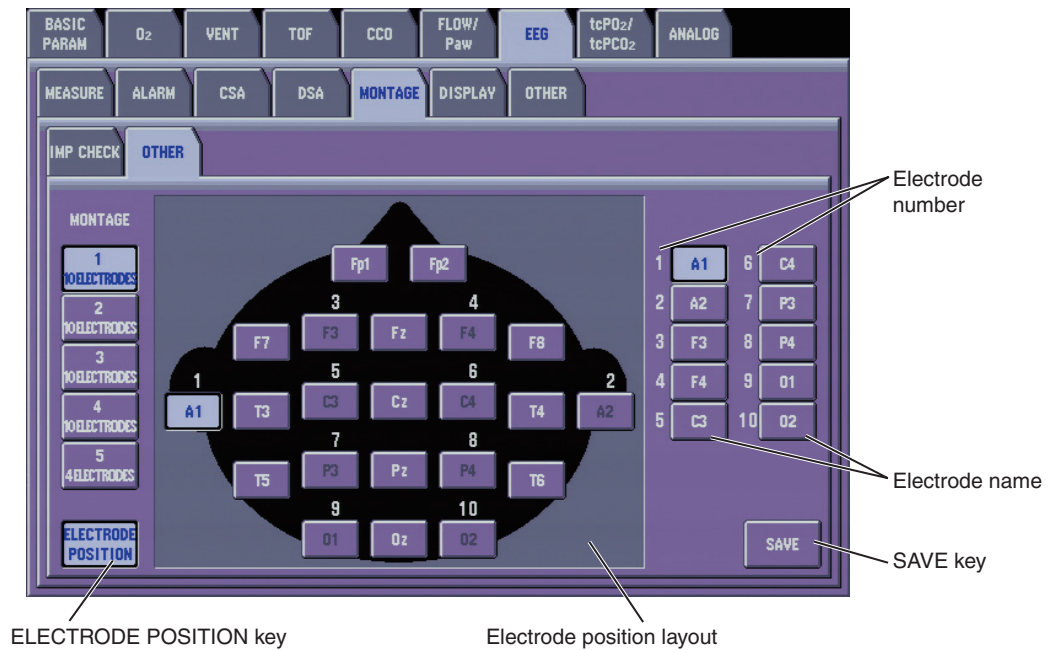 BASIC PARAM
O2
VENT
TOF
CCO
FLOW/ Paw
EEG
tcPO2/ tcPCO2
ANALOG
MEASURE
ALARM
CSA
DSA
MONTAGE
DISPLAY
OTHER
IMP CHECK
OTHER
MONTAGE
1
10ELECTRODES
2
10ELECTRODES
3
10ELECTRODES
4
10ELECTRODES
5
4ELECTRODES
ELECTRODE
POSITION
Fp1 Fp2
3 4
F7 F3 Fz F4 F8
1 5 6 2
A1 T3 C3 Cz C4 T4 A2
7 8
T5 P3 Pz P4 T6
9 10
O1 Oz O2
1 A1 6 C4
2 A2 7 P3
3 F3 8 P4
4 F4 9 O1
5 C3 10 O2
SAVE
Electrode
number
Electrode name
SAVE key
ELECTRODE POSITION key
Electrode position layout